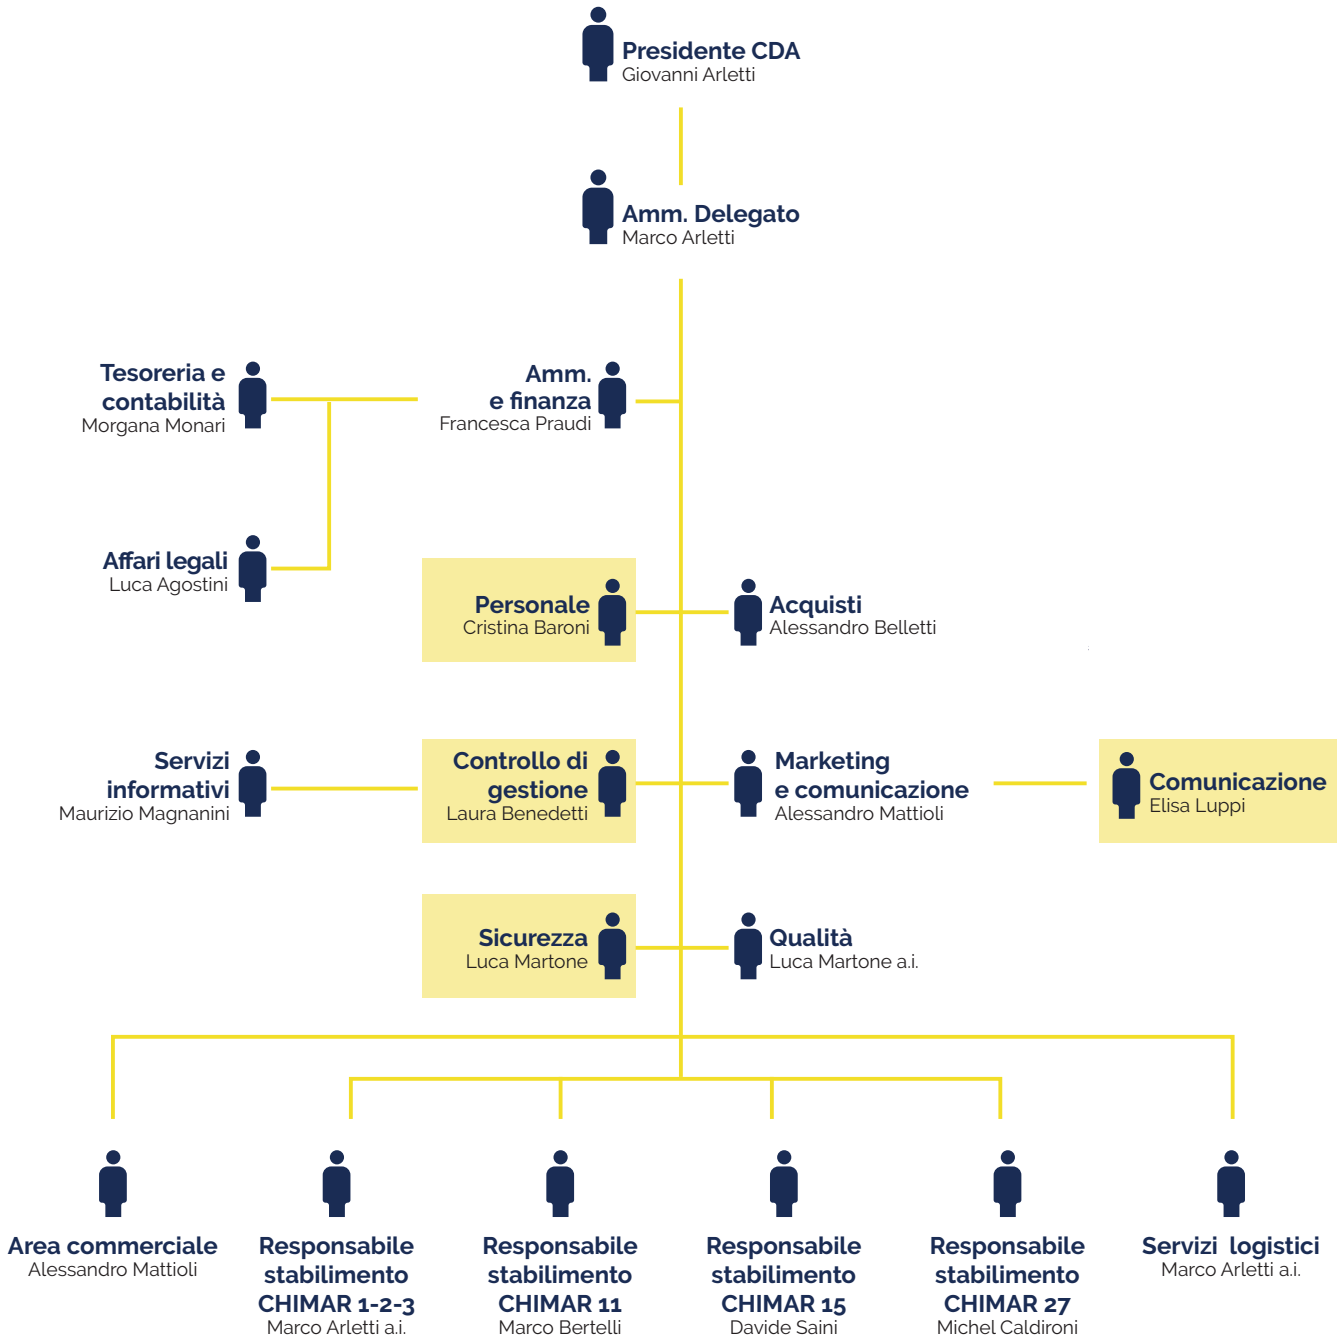 Presidente CDA
Giovanni Arletti
Amm. Delegato
Marco Arletti
Tesoreria e
contabilità
Morgana Monari
Amm.
e finanza
Francesca Praudi
Affari legali
Luca Agostini
Personale
Cristina Baroni
Acquisti
Alessandro Belletti
Servizi
informativi
Maurizio Magnanini
Controllo di
gestione
Laura Benedetti
Marketing
e comunicazione
Alessandro Mattioli
Comunicazione
Elisa Luppi
Sicurezza
Luca Martone
Qualità
Luca Martone a.i.
Area commerciale
Alessandro Mattioli
Responsabile
stabilimento
CHIMAR 1-2-3
Marco Arletti a.i.
Responsabile
stabilimento
CHIMAR 11
Marco Bertelli
Responsabile
stabilimento
CHIMAR 15
Davide Saini
Responsabile
stabilimento
CHIMAR 27
Michel Caldironi
Servizi logistici
Marco Arletti a.i.